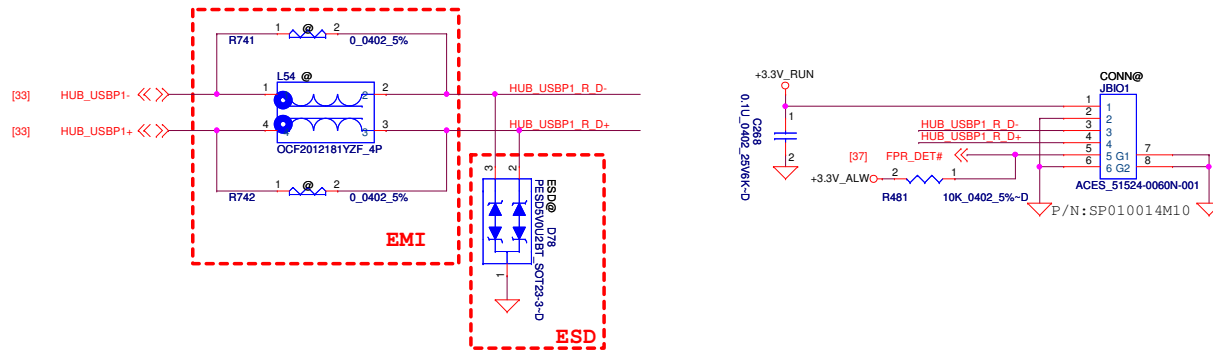 1 @ 2
R741 0_0402_5%
L54 @
1 2
2
[33] HUB_USBP1-
HUB_USBP1_R_D-
[33] HUB_USBP1+
HUB_USBP1_R_D+
4 3
3
OCF2012181YZF_4P
1 @ 2
R742 0_0402_5%
EMI
3 2
ESD@ D78
PESD5V0U2BT_SOT23-3~D
1
ESD
+3.3V_RUN
1
C268
0.1U_0402_25V6K~D
2
CONN@
JBIO1
1 1
2 2
HUB_USBP1_R_D- 3 3
HUB_USBP1_R_D+ 4 4
[37] FPR_DET# 5 5 G1 7
6 6 G2 8
+3.3V_ALW 2 1
R481 10K_0402_5%~D
ACES_51524-0060N-001
P/N:SP010014M10